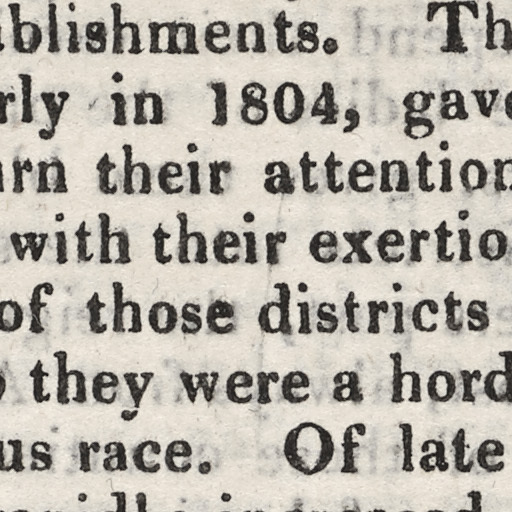 ablishments. Th
rly in 1804, gave
urn their attention
with their exertio
of those districts
they were a hord
us race. Of late
increased